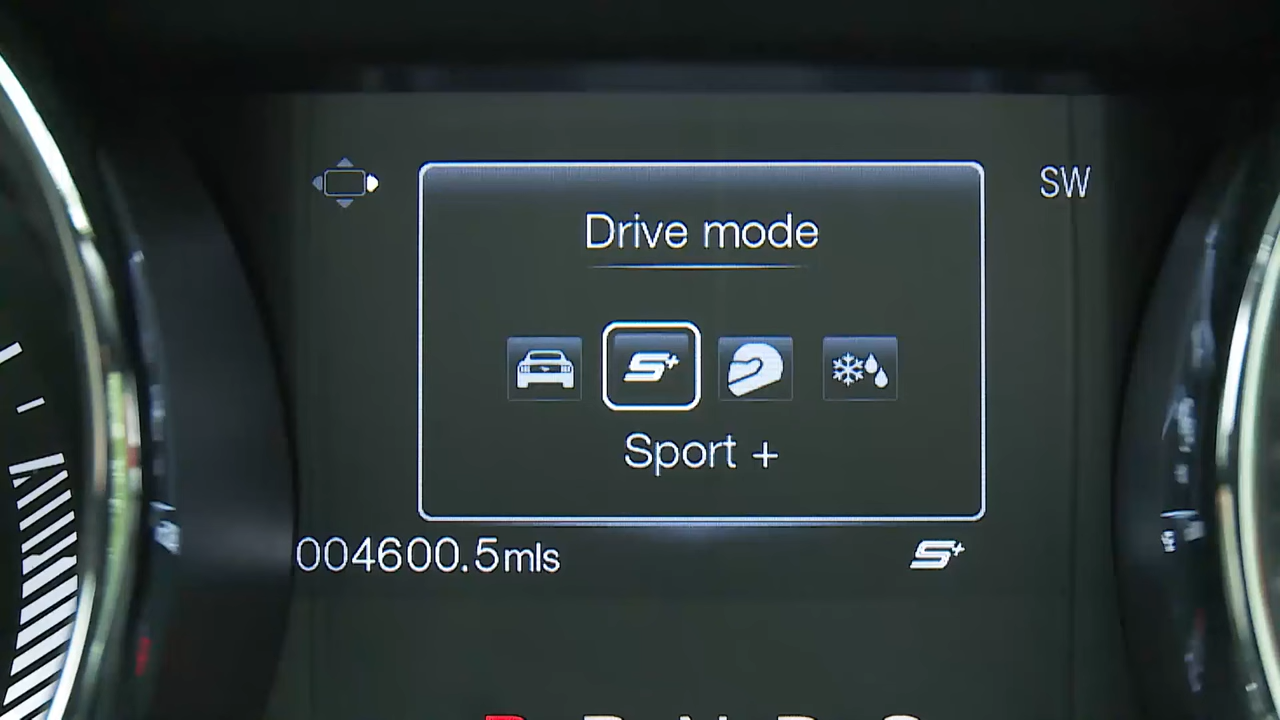 SW
Drive mode
S+
Sport +
004600.5mls
S+